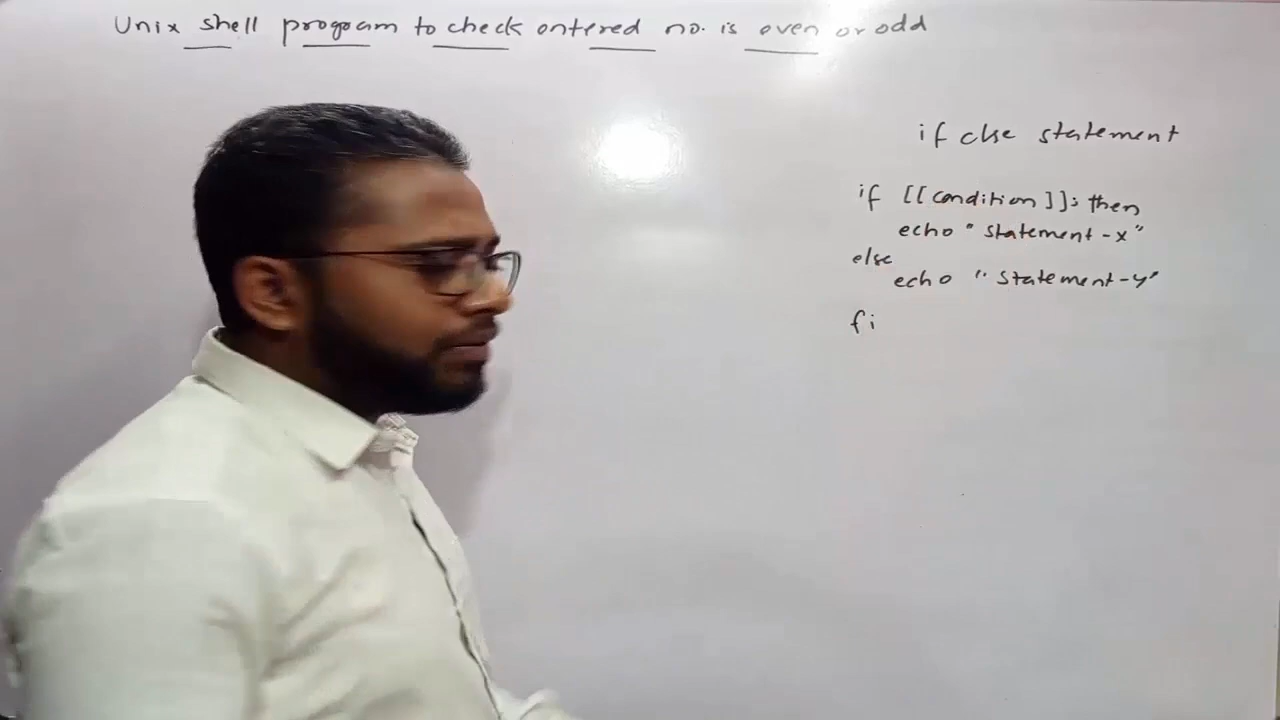 Unix shell program to check entered no. is even or odd
if else statement
if [[condition]]; then
echo "statement-x"
else
echo "statement-y"
fi